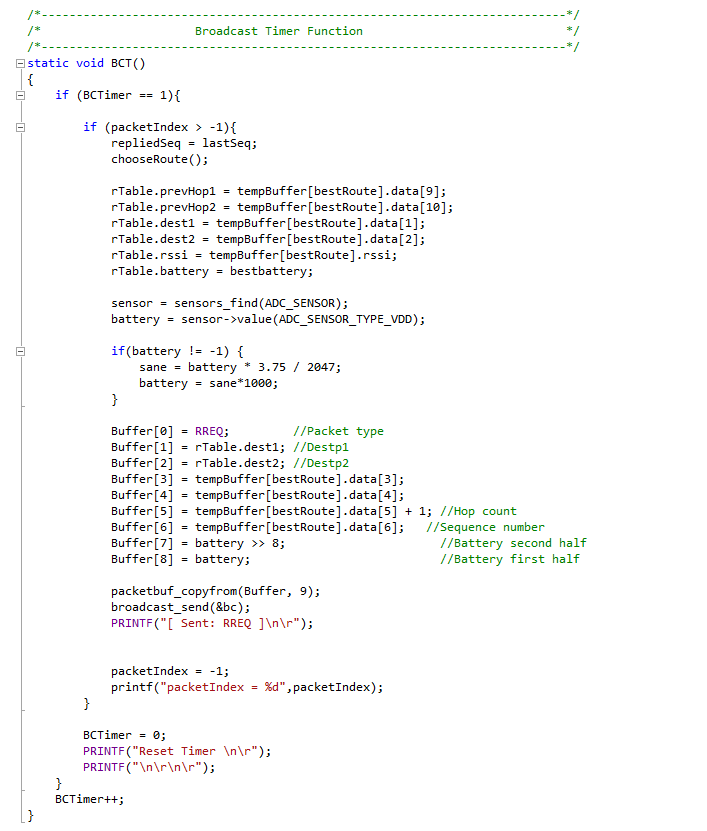 /*---------------------------------------------------------------------------*/
/*                      Broadcast Timer Function                             */
/*---------------------------------------------------------------------------*/
static void BCT()
{
    if (BCTimer == 1){

        if (packetIndex > -1){
            repliedSeq = lastSeq;
            chooseRoute();

            rTable.prevHop1 = tempBuffer[bestRoute].data[9];
            rTable.prevHop2 = tempBuffer[bestRoute].data[10];
            rTable.dest1 = tempBuffer[bestRoute].data[1];
            rTable.dest2 = tempBuffer[bestRoute].data[2];
            rTable.rssi = tempBuffer[bestRoute].rssi;
            rTable.battery = bestbattery;

            sensor = sensors_find(ADC_SENSOR);
            battery = sensor->value(ADC_SENSOR_TYPE_VDD);

            if(battery != -1) {
                sane = battery * 3.75 / 2047;
                battery = sane*1000;
            }

            Buffer[0] = RREQ;         //Packet type
            Buffer[1] = rTable.dest1; //Destp1
            Buffer[2] = rTable.dest2; //Destp2
            Buffer[3] = tempBuffer[bestRoute].data[3];
            Buffer[4] = tempBuffer[bestRoute].data[4];
            Buffer[5] = tempBuffer[bestRoute].data[5] + 1; //Hop count
            Buffer[6] = tempBuffer[bestRoute].data[6];   //Sequence number
            Buffer[7] = battery >> 8;                      //Battery second half
            Buffer[8] = battery;                           //Battery first half

            packetbuf_copyfrom(Buffer, 9);
            broadcast_send(&bc);
            PRINTF("[ Sent: RREQ ]\n\r");


            packetIndex = -1;
            printf("packetIndex = %d",packetIndex);
        }

        BCTimer = 0;
        PRINTF("Reset Timer \n\r");
        PRINTF("\n\r\n\r");
    }
    BCTimer++;
}